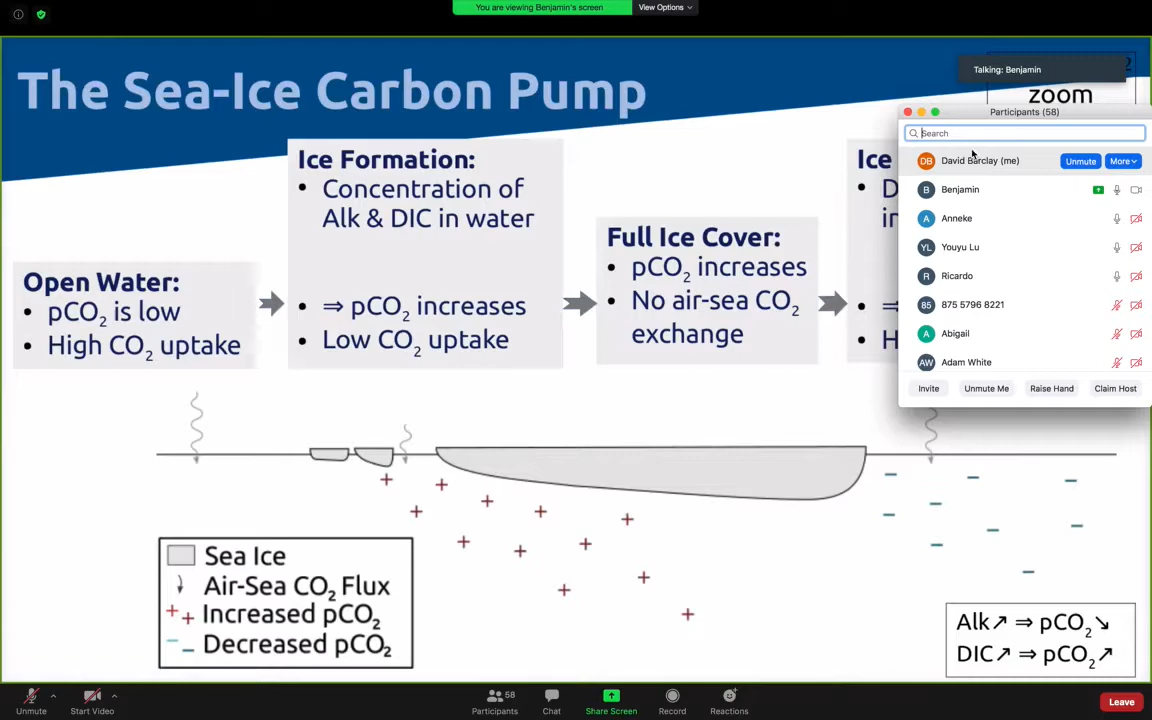 You are viewing Benjamin's screen
View Options
The Sea-Ice Carbon Pump
Talking: Benjamin
2
zoom
Participants (58)
Search
DB David Barclay (me) Unmute More
B Benjamin
A Anneke
YL Youyu Lu
R Ricardo
85 875 5796 8221
A Abigail
AW Adam White
Invite Unmute Me Raise Hand Claim Host
Open Water:
• pCO₂ is low
• High CO₂ uptake
Ice Formation:
• Concentration of
Alk & DIC in water
• ⇒ pCO₂ increases
• Low CO₂ uptake
Full Ice Cover:
• pCO₂ increases
• No air-sea CO₂
exchange
Ice
Sea Ice
Air-Sea CO₂ Flux
Increased pCO₂
Decreased pCO₂
Alk↗ ⇒ pCO₂↘
DIC↗ ⇒ pCO₂↗
Unmute
Start Video
Participants 58
Chat
Share Screen
Record
Reactions
Leave